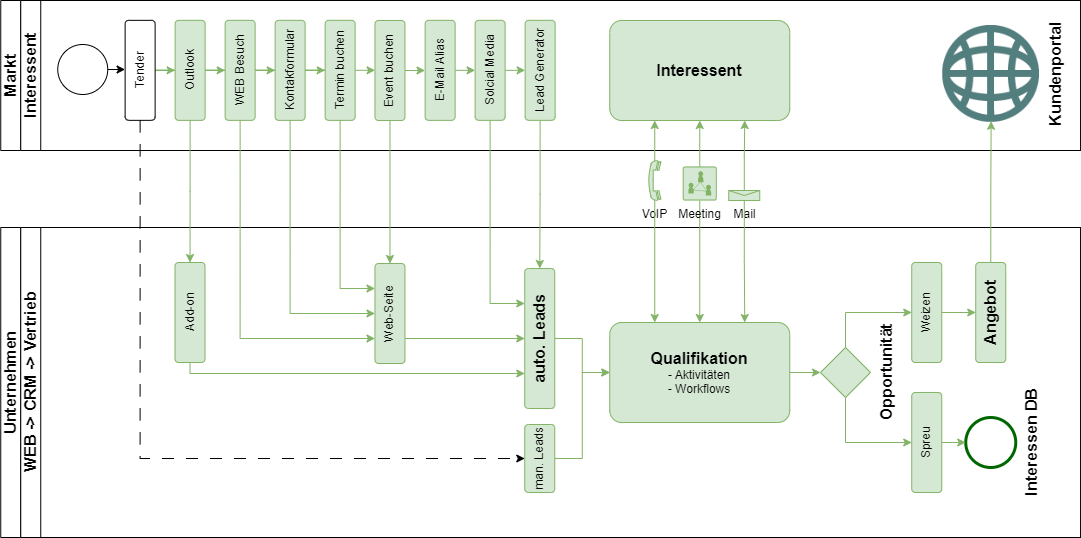 Markt
Interessent
Tender
Outlook
WEB Besuch
Kontakformular
Termin buchen
Event buchen
E-Mail Alias
Solcial Media
Lead Generator
Interessent
Kundenportal
VoIP
Meeting
Mail
Unternehmen
WEB -> CRM -> Vertrieb
Add-on
Web-Seite
auto. Leads
man. Leads
Qualifikation
- Aktivitäten
- Workflows
Opportunität
Weizen
Angebot
Spreu
Interessen DB